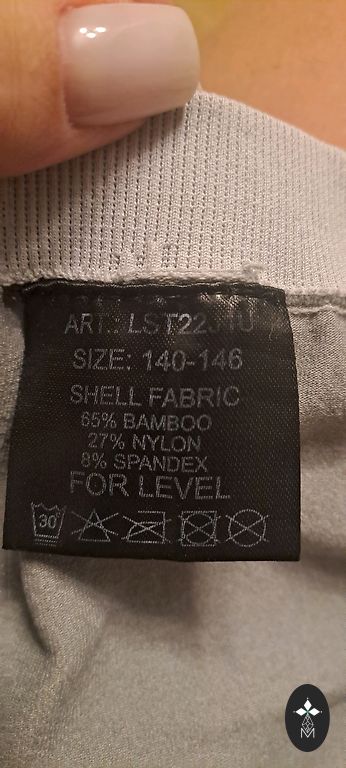 ART.:
SIZE: 140-146
SHELL FABRIC
65% BAMBOO
27% NYLON
8% SPANDEX
FOR LEVEL
30
M